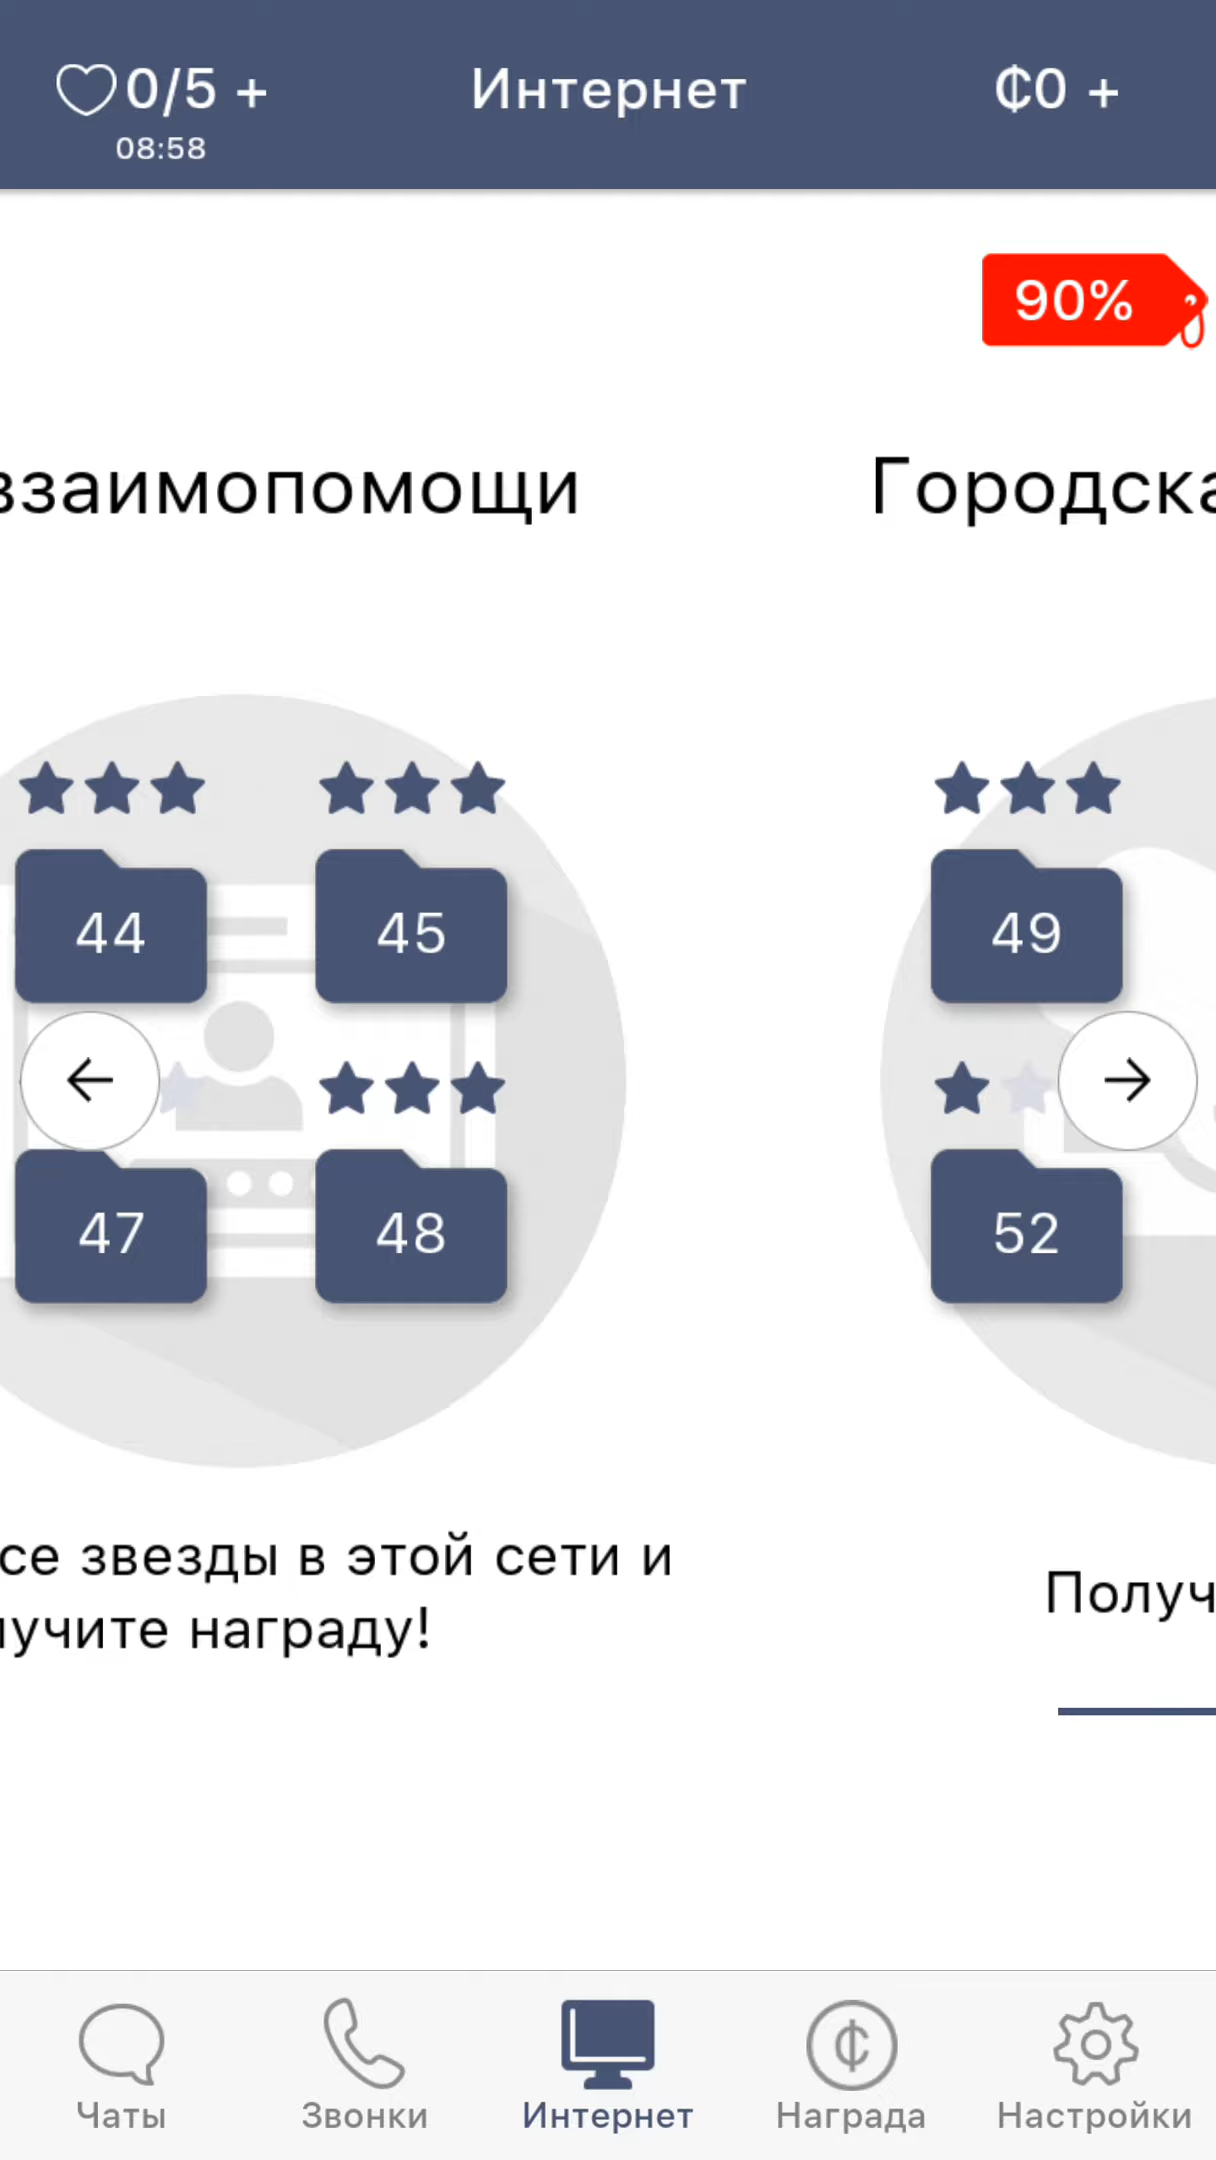 0/5 +
Интернет
₵0 +
08:58
90%
взаимопомощи
Городска
44
45
49
47
48
52
се звезды в этой сети и
лучите награду!
Получ
Чаты
Звонки
Интернет
Награда
Настройки